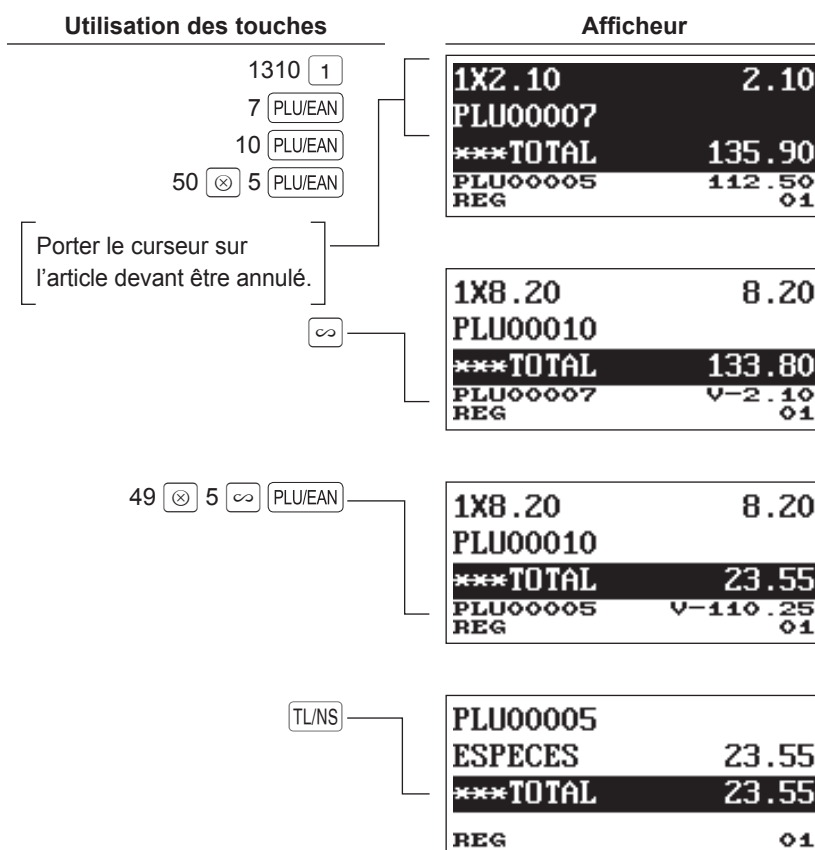 Utilisation des touches Afficheur
1310 1
7 PLU/EAN
10 PLU/EAN
50 ⊗ 5 PLU/EAN
Porter le curseur sur
l'article devant être annulé.
1X2.10 2.10
PLU00007
***TOTAL 135.90
PLU00005 112.50
REG 01
∾
1X8.20 8.20
PLU00010
***TOTAL 133.80
PLU00007 V-2.10
REG 01
49 ⊗ 5 ∾ PLU/EAN
1X8.20 8.20
PLU00010
***TOTAL 23.55
PLU00005 V-110.25
REG 01
TL/NS
PLU00005
ESPECES 23.55
***TOTAL 23.55
REG 01